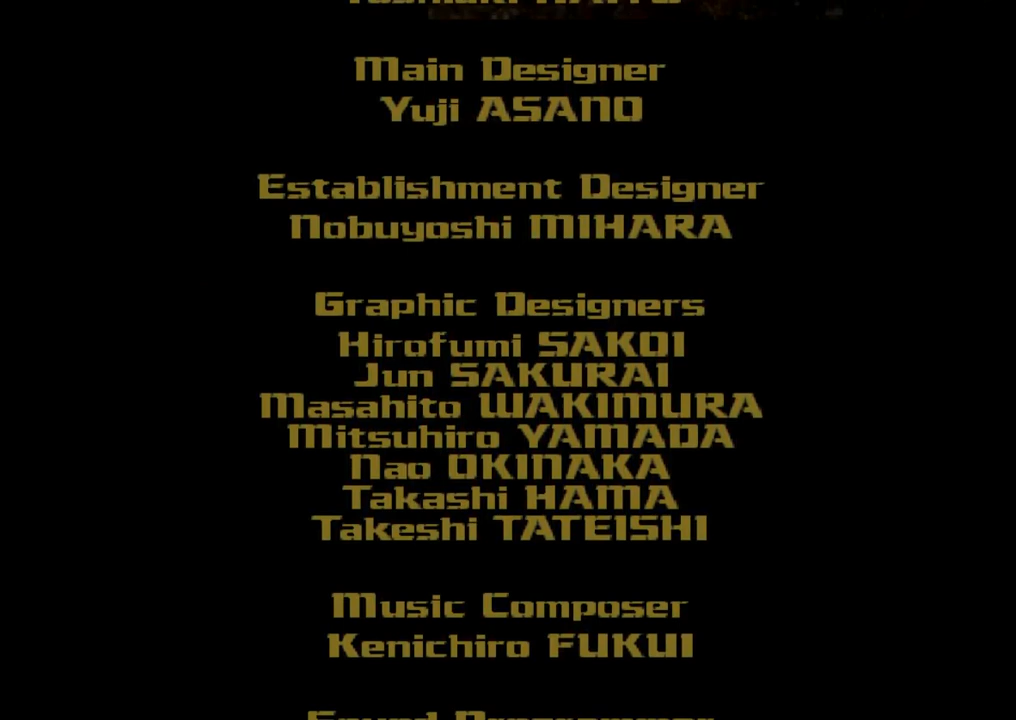 Main Designer
Yuji ASANO
Establishment Designer
Nobuyoshi MIHARA
Graphic Designers
Hirofumi SAKOI
Jun SAKURAI
Masahito WAKIMURA
Mitsuhiro YAMADA
Nao OKINAKA
Takashi HAMA
Takeshi TATEISHI
Music Composer
Kenichiro FUKUI